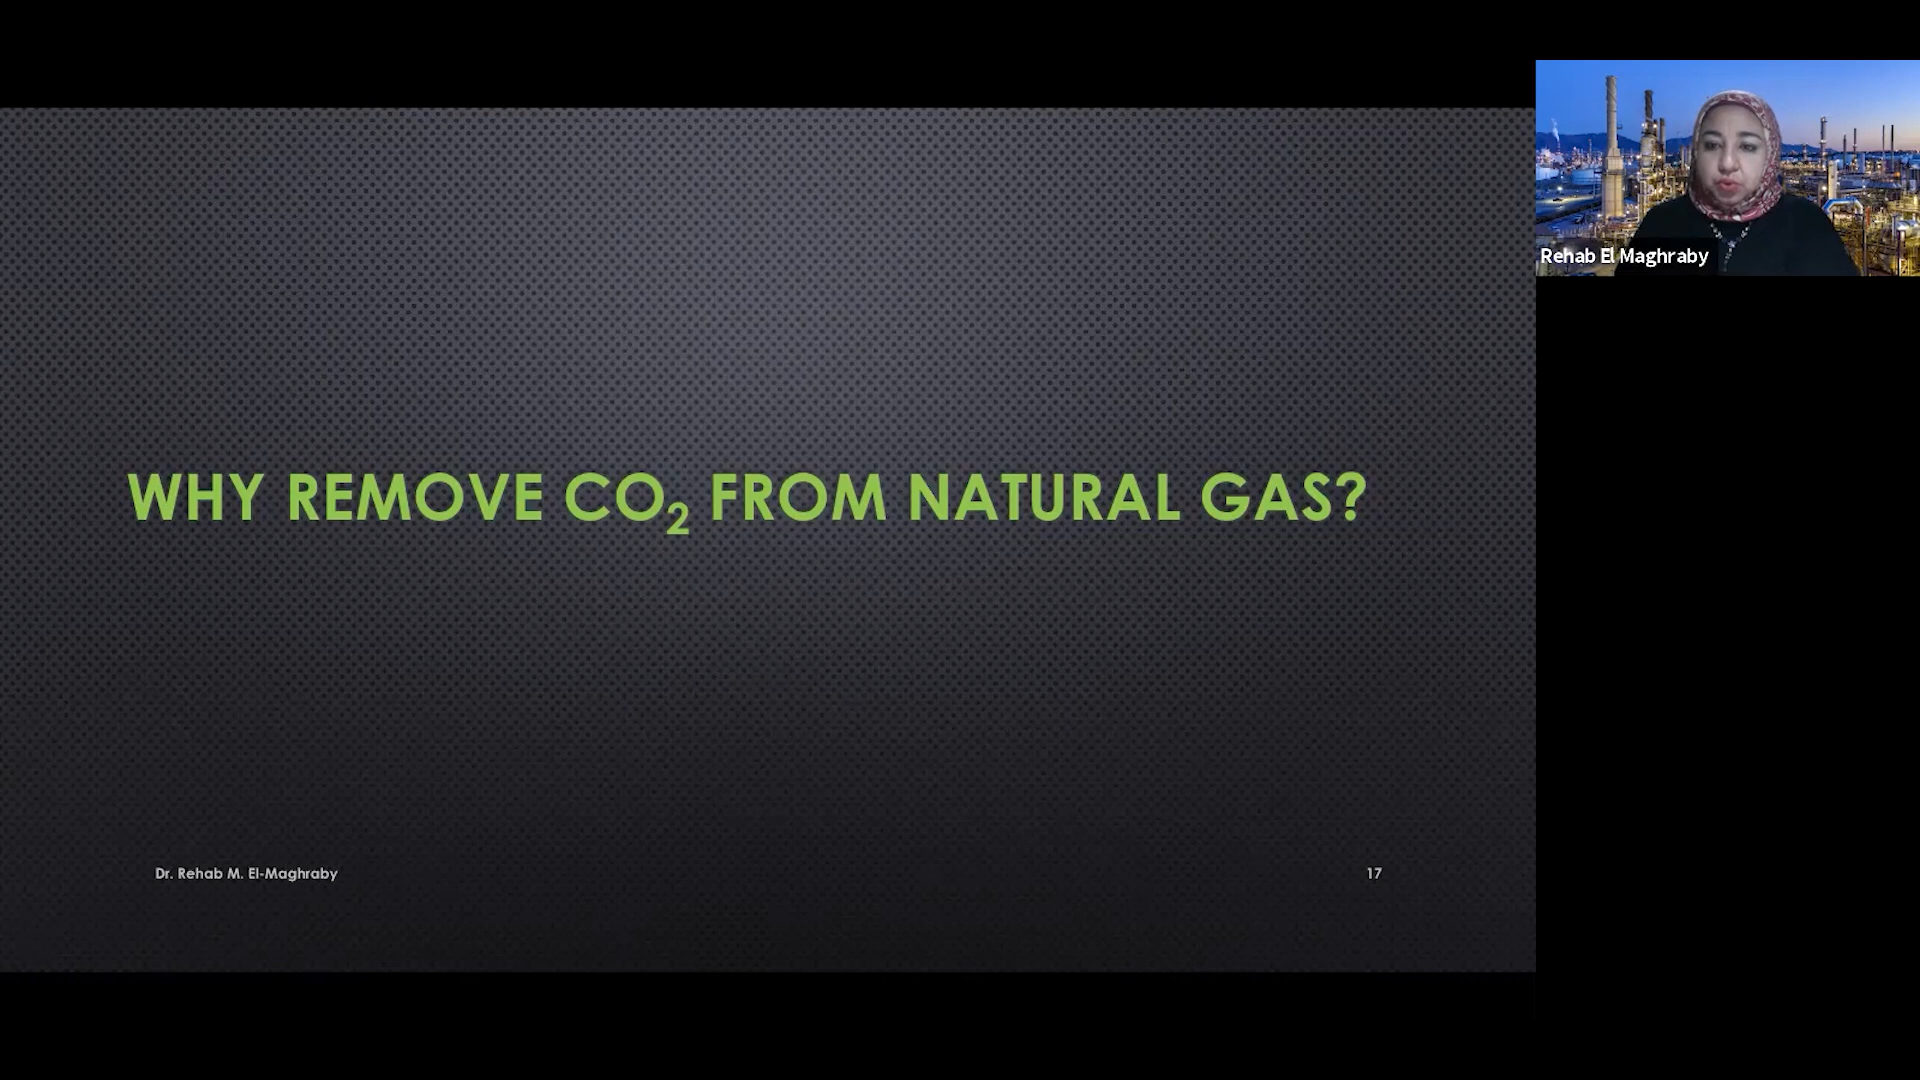 WHY REMOVE CO₂ FROM NATURAL GAS?
Dr. Rehab M. El-Maghraby
17
Rehab El Maghraby